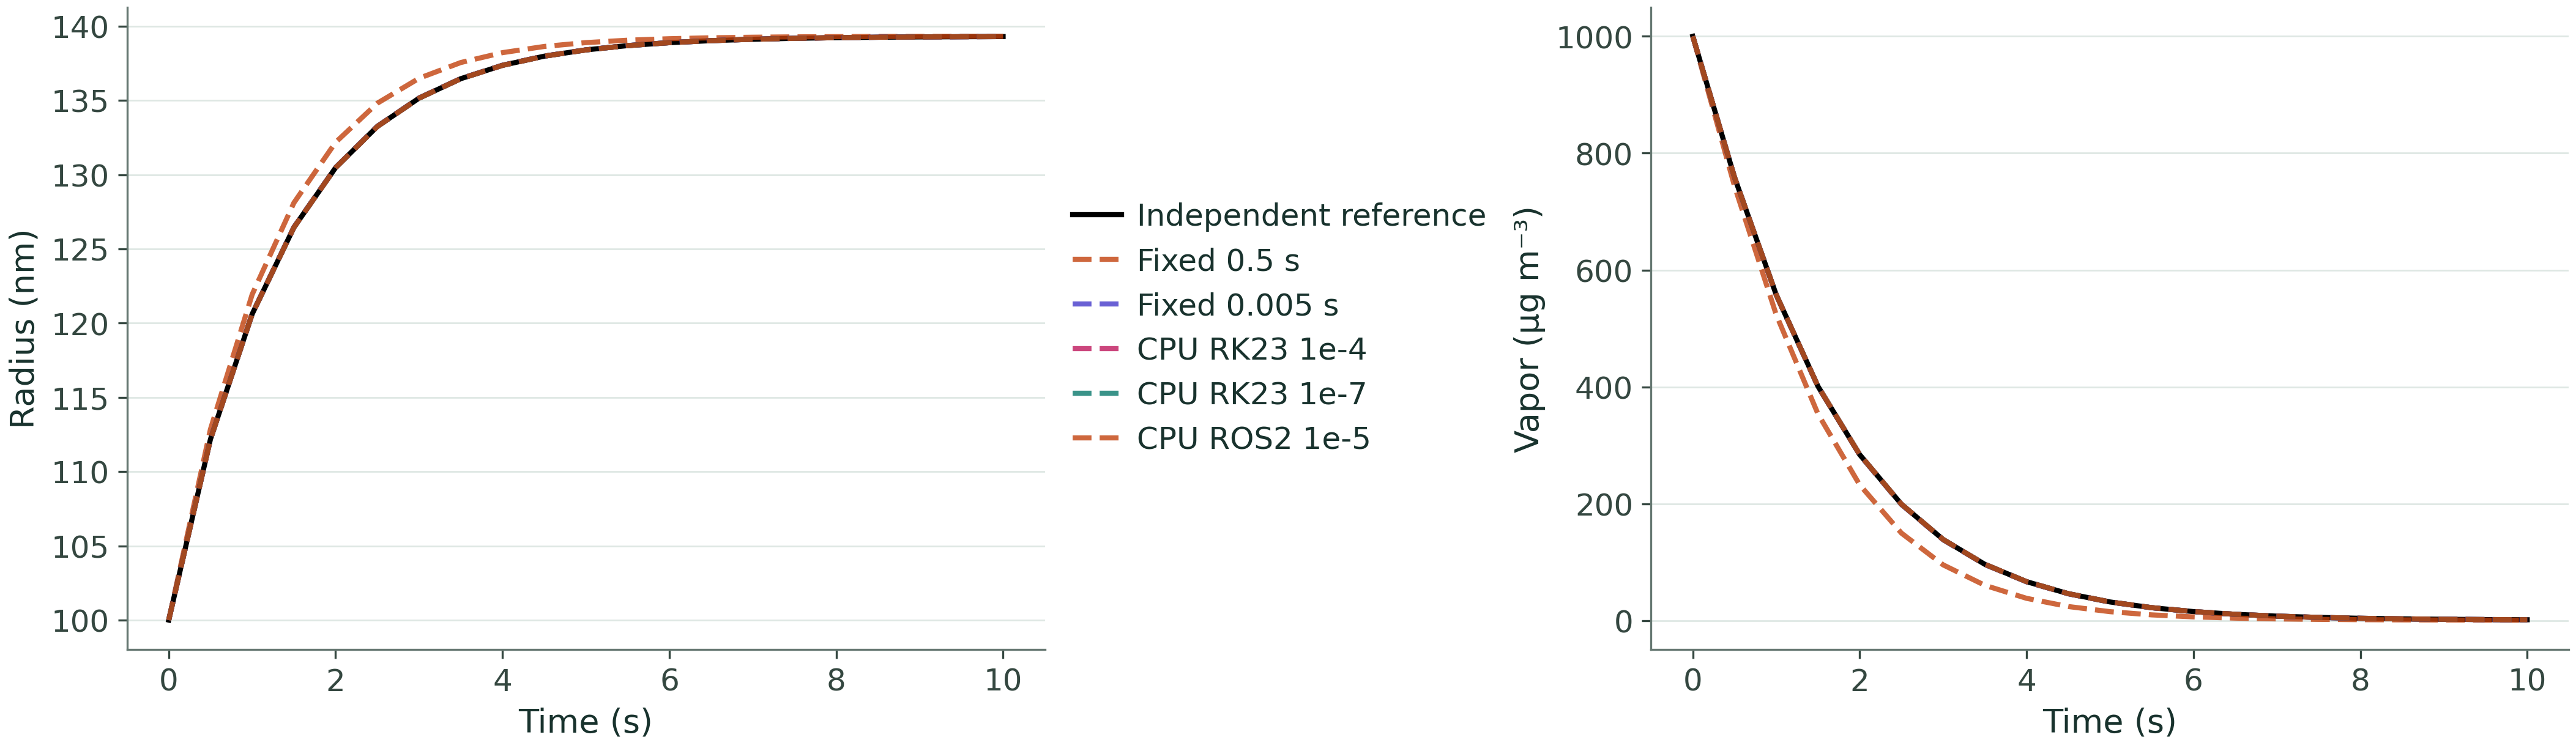 140
135
130
125
120
115
110
105
100
Radius (nm)
0 2 4 6 8 10
Time (s)
Independent reference
Fixed 0.5 s
Fixed 0.005 s
CPU RK23 1e-4
CPU RK23 1e-7
CPU ROS2 1e-5
1000
800
600
400
200
0
Vapor (µg m⁻³)
0 2 4 6 8 10
Time (s)